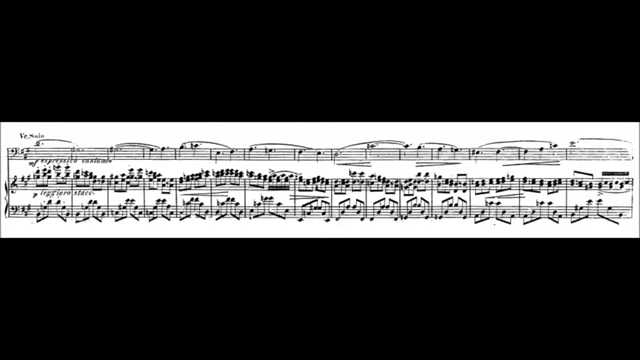 Vc. Solo
mf espressivo cantando
p leggiero stacc.